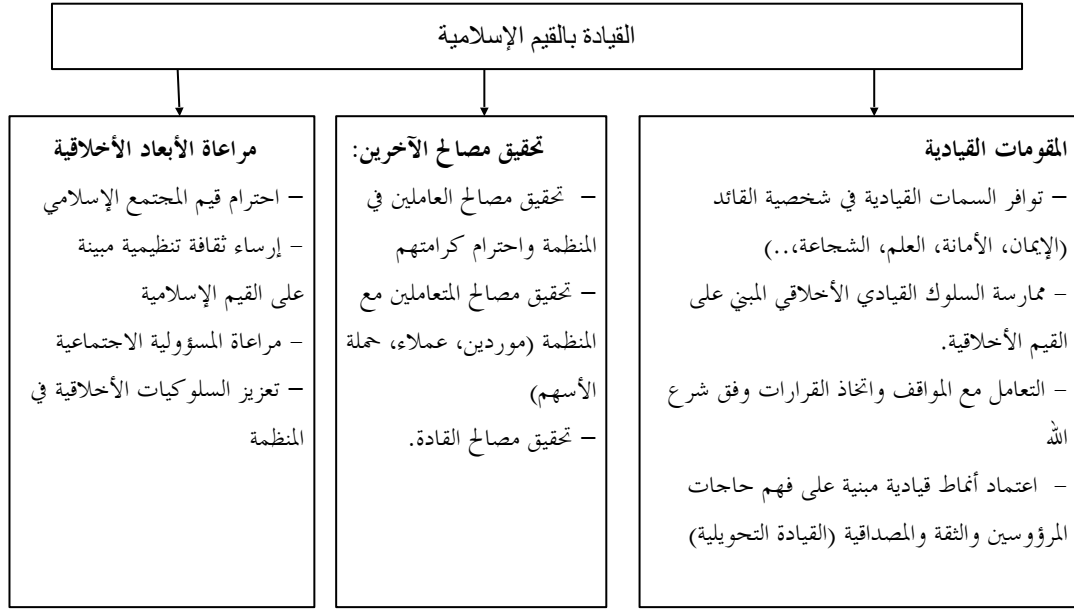 القيادة بالقيم الإسلامية
المقومات القيادية
– توافر السمات القيادية في شخصية القائد
(الإيمان، الأمانة، العلم، الشجاعة،..)
– ممارسة السلوك القيادي الأخلاقي المبني على
القيم الأخلاقية.
– التعامل مع المواقف واتخاذ القرارات وفق شرع
الله
– اعتماد أنماط قيادية مبنية على فهم حاجات
المرؤوسين والثقة والمصداقية (القيادة التحويلية)
تحقيق مصالح الآخرين:
– تحقيق مصالح العاملين في
المنظمة واحترام كرامتهم
– تحقيق مصالح المتعاملين مع
المنظمة (موردين، عملاء، حملة
الأسهم)
– تحقيق مصالح القادة.
مراعاة الأبعاد الأخلاقية
– احترام قيم المجتمع الإسلامي
– إرساء ثقافة تنظيمية مبينة
على القيم الإسلامية
– مراعاة المسؤولية الاجتماعية
– تعزيز السلوكيات الأخلاقية في
المنظمة